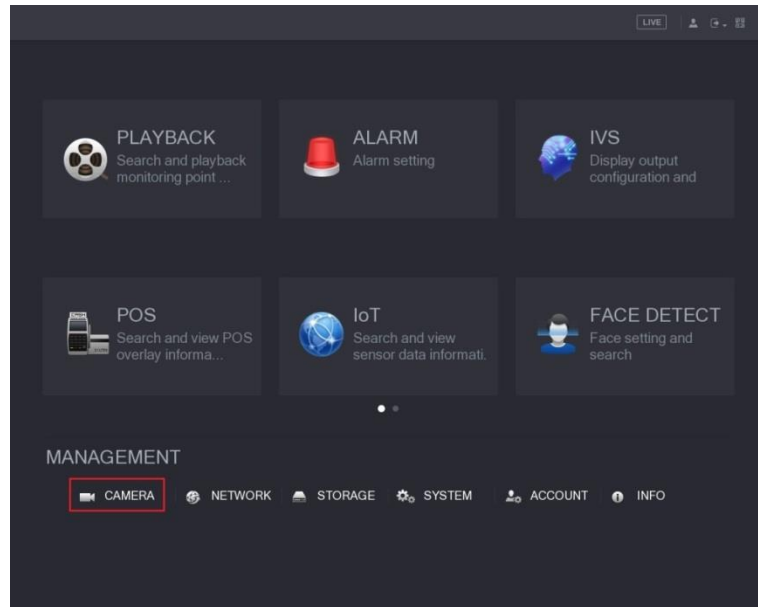 LIVE
PLAYBACK
Search and playback
monitoring point ...
ALARM
Alarm setting
IVS
Display output
configuration and
POS
Search and view POS
overlay informa...
IoT
Search and view
sensor data informati.
FACE DETECT
Face setting and
search
MANAGEMENT
CAMERA NETWORK STORAGE SYSTEM ACCOUNT INFO